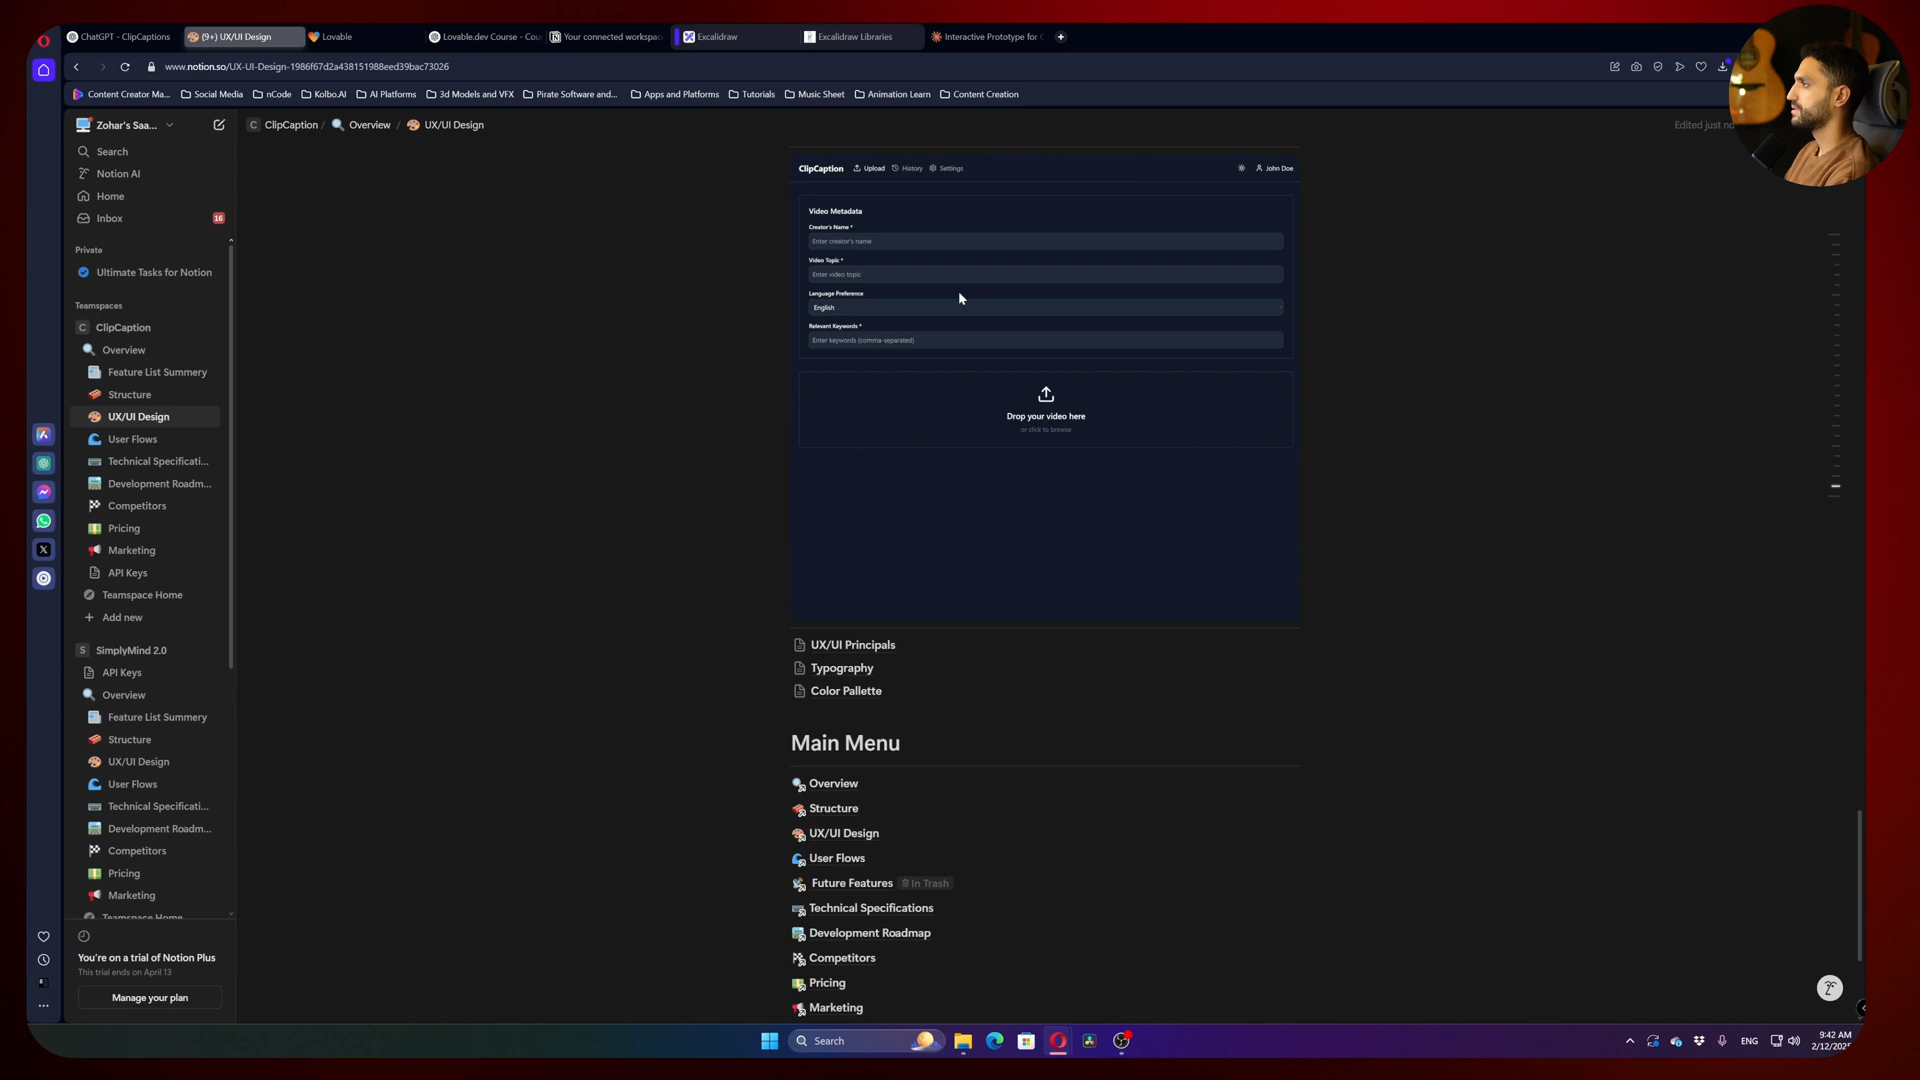 ChatGPT - ClipCaptions
(9+) UX/UI Design
Lovable
Lovable.dev Course - Cou
Your connected workspac
Excalidraw
Excalidraw Libraries
Interactive Prototype for C
www.notion.so/UX-UI-Design-1986f67d2a438151988eed39bac73026
Content Creator Ma...
Social Media
nCode
Kolbo.AI
AI Platforms
3d Models and VFX
Pirate Software and...
Apps and Platforms
Tutorials
Music Sheet
Animation Learn
Content Creation
Zohar's Saa...
C ClipCaption / Overview / UX/UI Design
Edited just no
Search
Notion AI
Home
Inbox 16
Private
Ultimate Tasks for Notion
Teamspaces
C ClipCaption
Overview
Feature List Summery
Structure
UX/UI Design
User Flows
Technical Specificati...
Development Roadm...
Competitors
Pricing
Marketing
API Keys
Teamspace Home
Add new
S SimplyMind 2.0
API Keys
Overview
Feature List Summery
Structure
UX/UI Design
User Flows
Technical Specificati...
Development Roadm...
Competitors
Pricing
Marketing
Teamspace Home
You're on a trial of Notion Plus
This trial ends on April 13
Manage your plan
ClipCaption
Upload
History
Settings
John Doe
Video Metadata
Creator's Name *
Enter creator's name
Video Topic *
Enter video topic
Language Preference
English
Relevant Keywords *
Enter keywords (comma-separated)
Drop your video here
or click to browse
UX/UI Principals
Typography
Color Pallette
Main Menu
Overview
Structure
UX/UI Design
User Flows
Future Features In Trash
Technical Specifications
Development Roadmap
Competitors
Pricing
Marketing
Search
ENG
9:42 AM
2/12/202